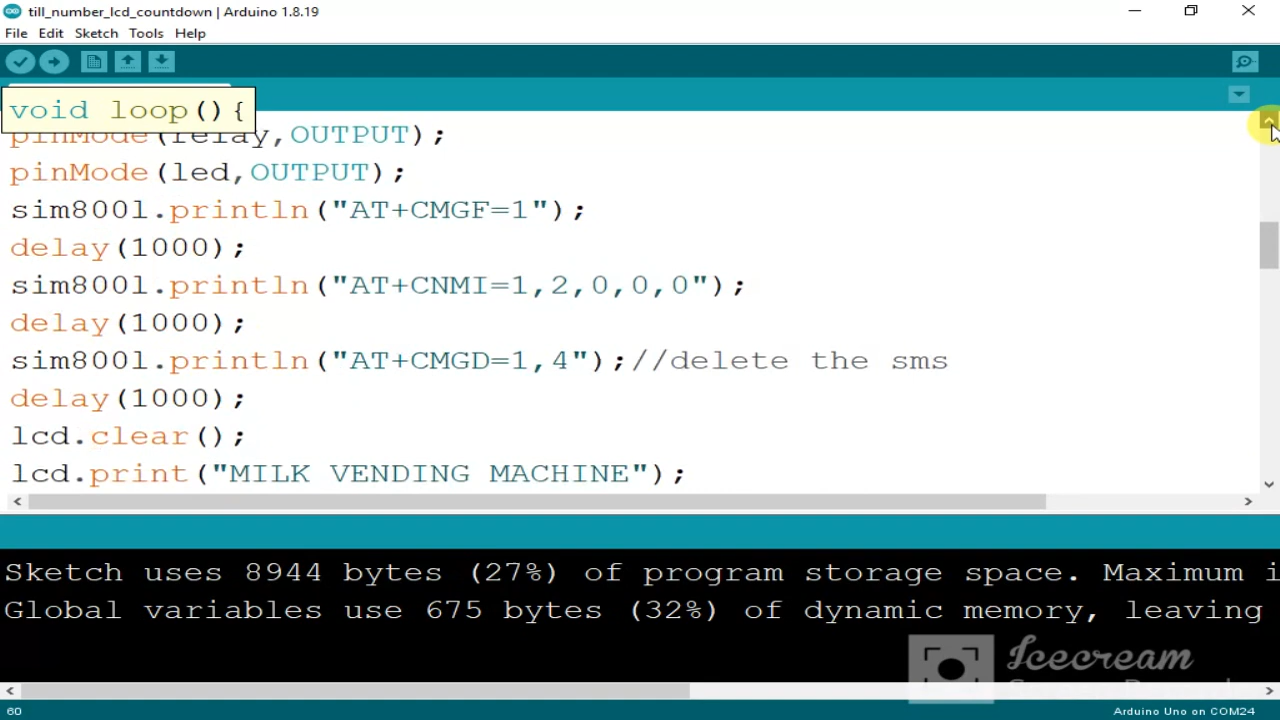 till_number_lcd_countdown | Arduino 1.8.19
File Edit Sketch Tools Help
void loop(){
pinMode(relay,OUTPUT);
pinMode(led,OUTPUT);
sim800l.println("AT+CMGF=1");
delay(1000);
sim800l.println("AT+CNMI=1,2,0,0,0");
delay(1000);
sim800l.println("AT+CMGD=1,4");//delete the sms
delay(1000);
lcd.clear();
lcd.print("MILK VENDING MACHINE");
Sketch uses 8944 bytes (27%) of program storage space. Maximum i
Global variables use 675 bytes (32%) of dynamic memory, leaving
Icecream
60
Arduino Uno on COM24